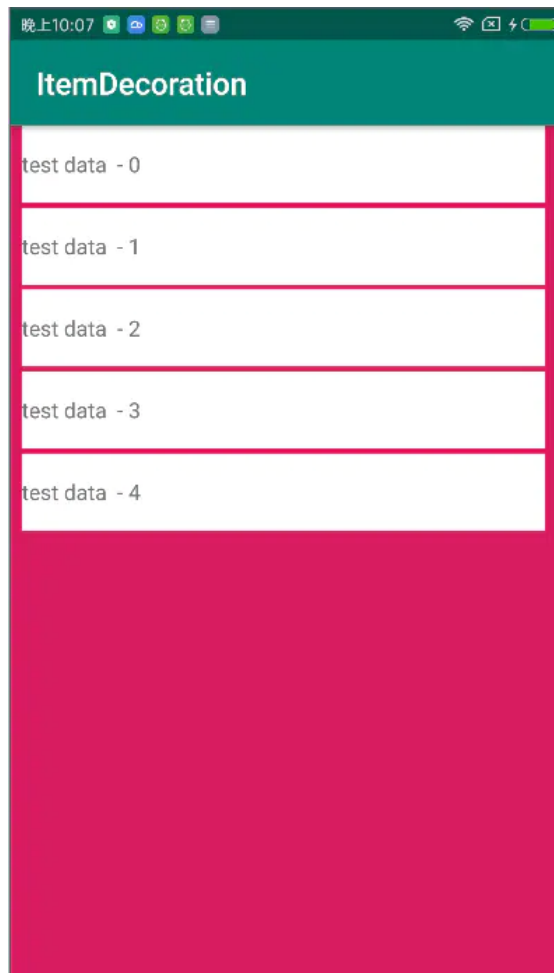 晚上10:07
ItemDecoration
test data - 0
test data - 1
test data - 2
test data - 3
test data - 4